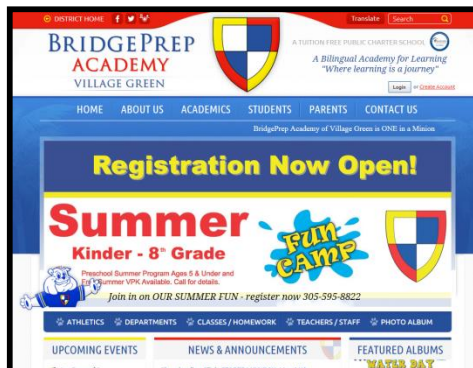 DISTRICT HOME
Translate
Search
BRIDGEPREP
ACADEMY
VILLAGE GREEN
A TUITION FREE PUBLIC CHARTER SCHOOL
A Bilingual Academy for Learning
"Where learning is a journey"
Login or Create Account
HOME ABOUT US ACADEMICS STUDENTS PARENTS CONTACT US
BridgePrep Academy of Village Green is ONE in a Minion
Registration Now Open!
Summer
FUN
CAMP
Kinder - 8th Grade
Preschool Summer Program Ages 5 & Under and
Summer VPK Available. Call for details.
Join in on OUR SUMMER FUN - register now 305-595-8822
ATHLETICS DEPARTMENTS CLASSES / HOMEWORK TEACHERS / STAFF PHOTO ALBUM
UPCOMING EVENTS NEWS & ANNOUNCEMENTS FEATURED ALBUMS
WATER DAY